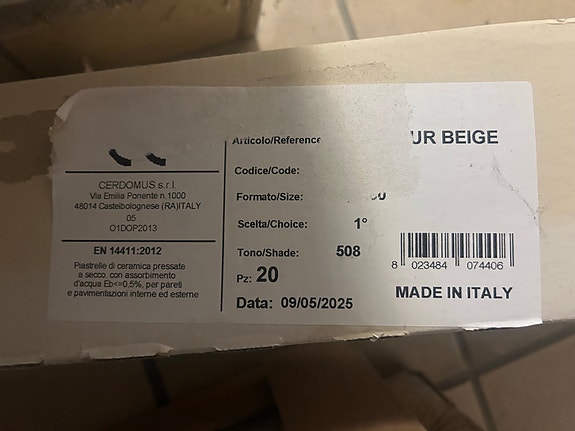 Articolo/Reference UR BEIGE
Codice/Code:
Formato/Size:
Scelta/Choice: 1°
Tono/Shade: 508
Pz: 20
Data: 09/05/2025
CERDOMUS s.r.l.
Via Emilia Ponente n.1000
48014 Castelbolognese (RA)ITALY
05
O1DOP2013
EN 14411:2012
Piastrelle di ceramica pressate
a secco, con assorbimento
d'acqua Eb<=0,5%, per pareti
e pavimentazioni interne ed esterne
8 023484 074406
MADE IN ITALY